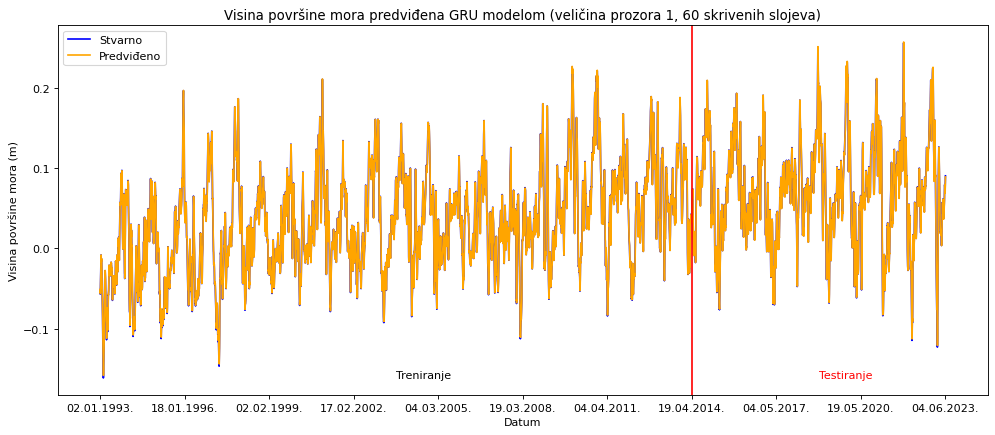 Visina površine mora predviđena GRU modelom (veličina prozora 1, 60 skrivenih slojeva)
Stvarno
Predviđeno
Visina površine mora (m)
0.2
0.1
0.0
−0.1
Treniranje
Testiranje
02.01.1993. 18.01.1996. 02.02.1999. 17.02.2002. 04.03.2005. 19.03.2008. 04.04.2011. 19.04.2014. 04.05.2017. 19.05.2020. 04.06.2023.
Datum